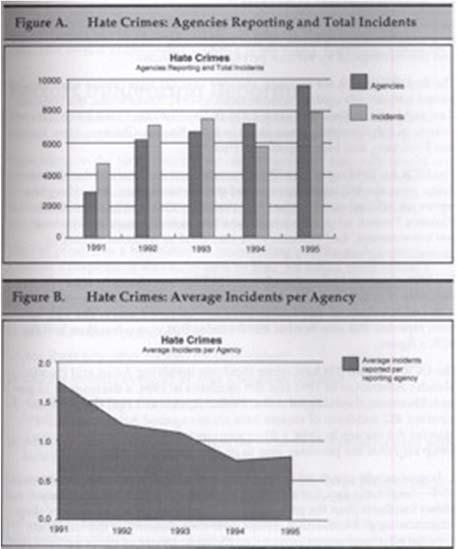 Figure A. Hate Crimes: Agencies Reporting and Total Incidents
Hate Crimes
Agencies Reporting and Total Incidents
10000
8000
6000
4000
2000
0
1991 1992 1993 1994 1995
Agencies
Incidents
Figure B. Hate Crimes: Average Incidents per Agency
Hate Crimes
Average Incidents per Agency
2.0
1.5
1.0
0.5
0.0
1991 1992 1993 1994 1995
Average incidents
reported per
reporting agency